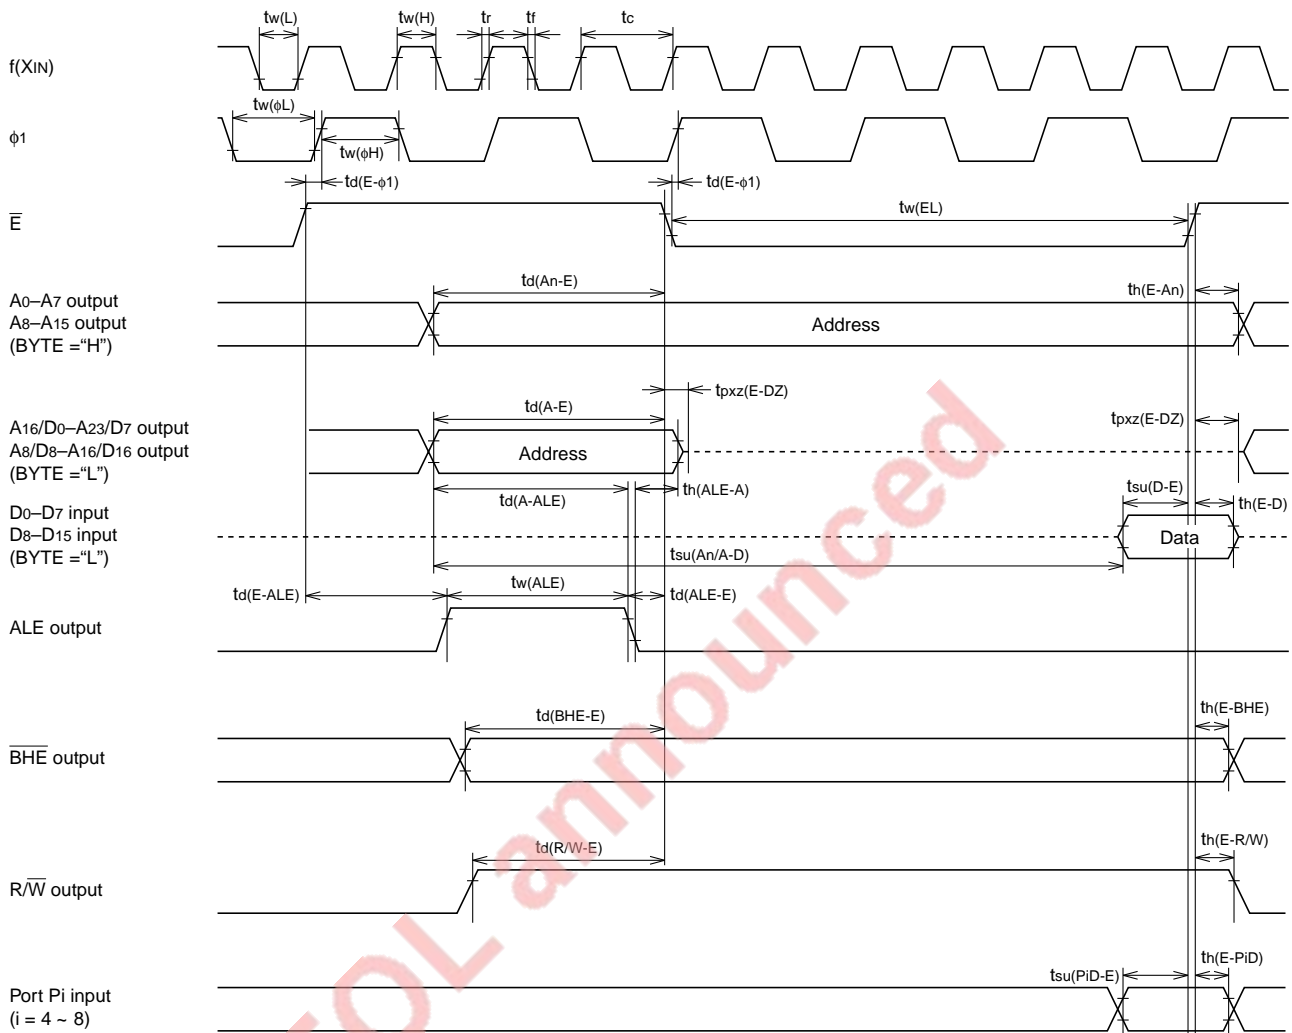 tw(L) tw(H) tr tf tc
f(XIN)
tw(ϕL)
ϕ1
tw(ϕH)
td(E-ϕ1) td(E-ϕ1)
tw(EL)
E̅
td(An-E) th(E-An)
A0–A7 output
A8–A15 output
(BYTE =“H”)
Address
tpxz(E-DZ)
td(A-E) tpxz(E-DZ)
A16/D0–A23/D7 output
A8/D8–A16/D16 output
(BYTE =“L”)
Address
td(A-ALE) th(ALE-A) tsu(D-E) th(E-D)
D0–D7 input
D8–D15 input
(BYTE =“L”)
Data
tsu(An/A-D)
td(E-ALE) tw(ALE) td(ALE-E)
ALE output
td(BHE-E) th(E-BHE)
B̅H̅E̅ output
td(R/W-E) th(E-R/W)
R/W̅ output
tsu(PiD-E) th(E-PiD)
Port Pi input
(i = 4 ~ 8)
EOL announced